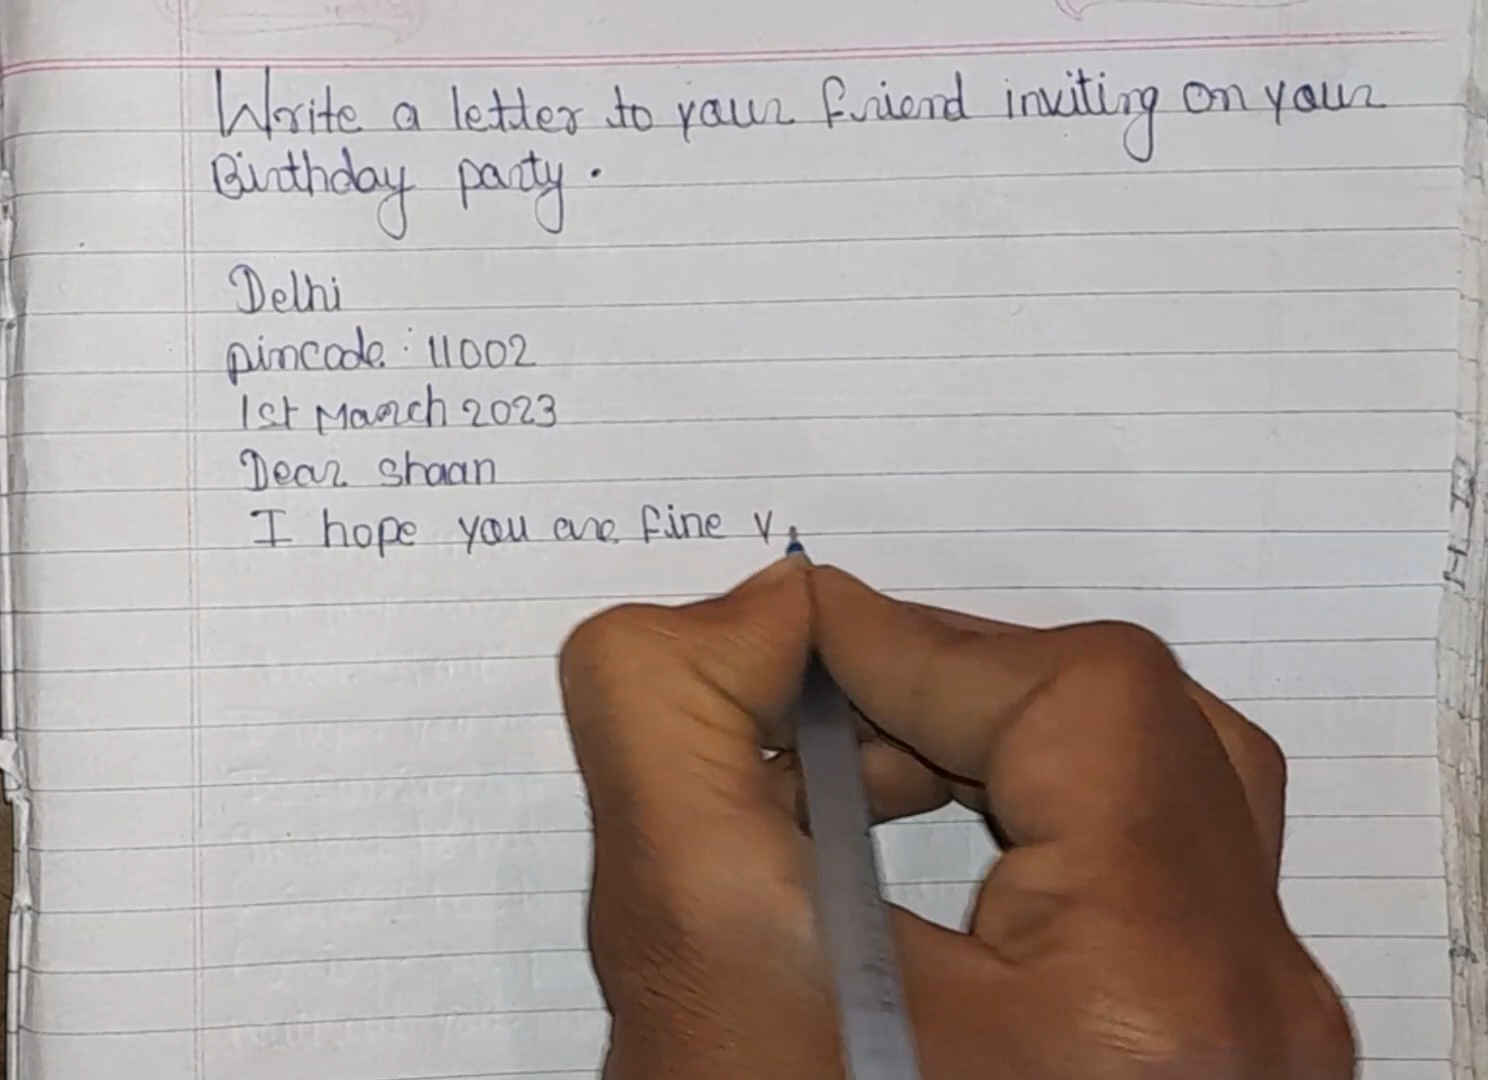 Write a letter to your friend inviting on your
Birthday party.
Delhi
pincode: 11002
1st March 2023
Dear shaan
I hope you are fine